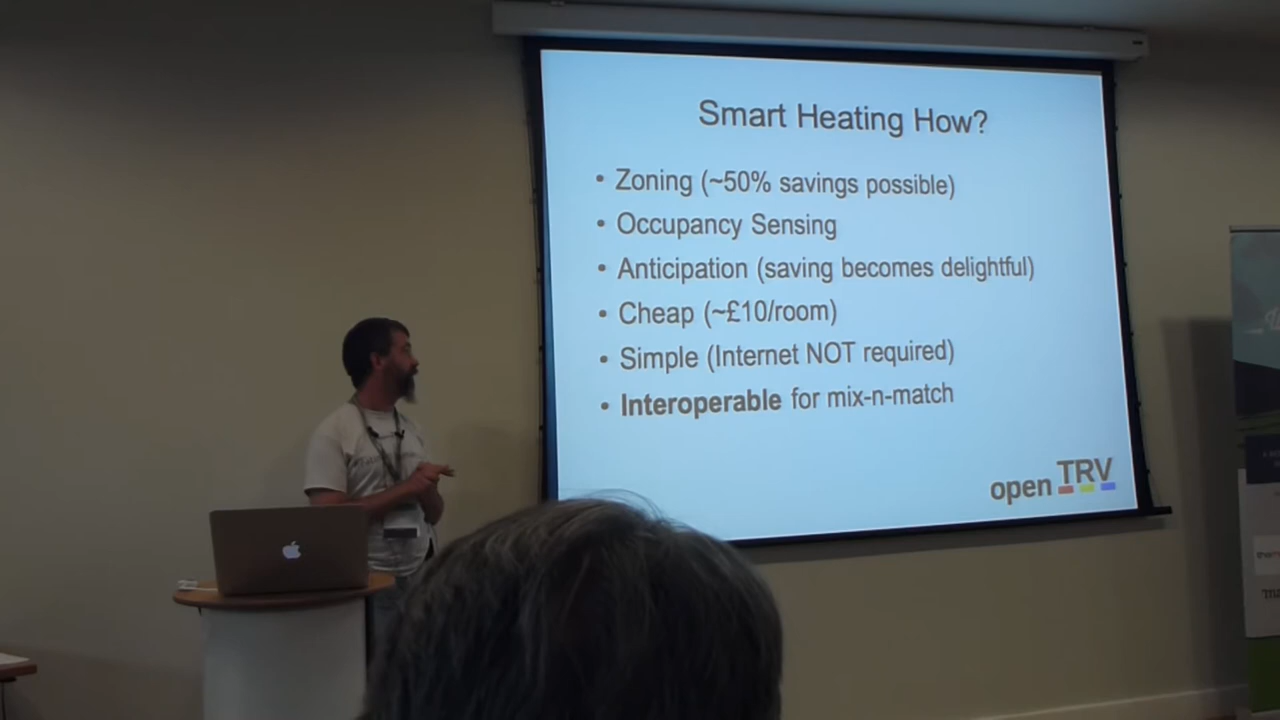 Smart Heating How?
• Zoning (~50% savings possible)
• Occupancy Sensing
• Anticipation (saving becomes delightful)
• Cheap (~£10/room)
• Simple (Internet NOT required)
• Interoperable for mix-n-match
open TRV